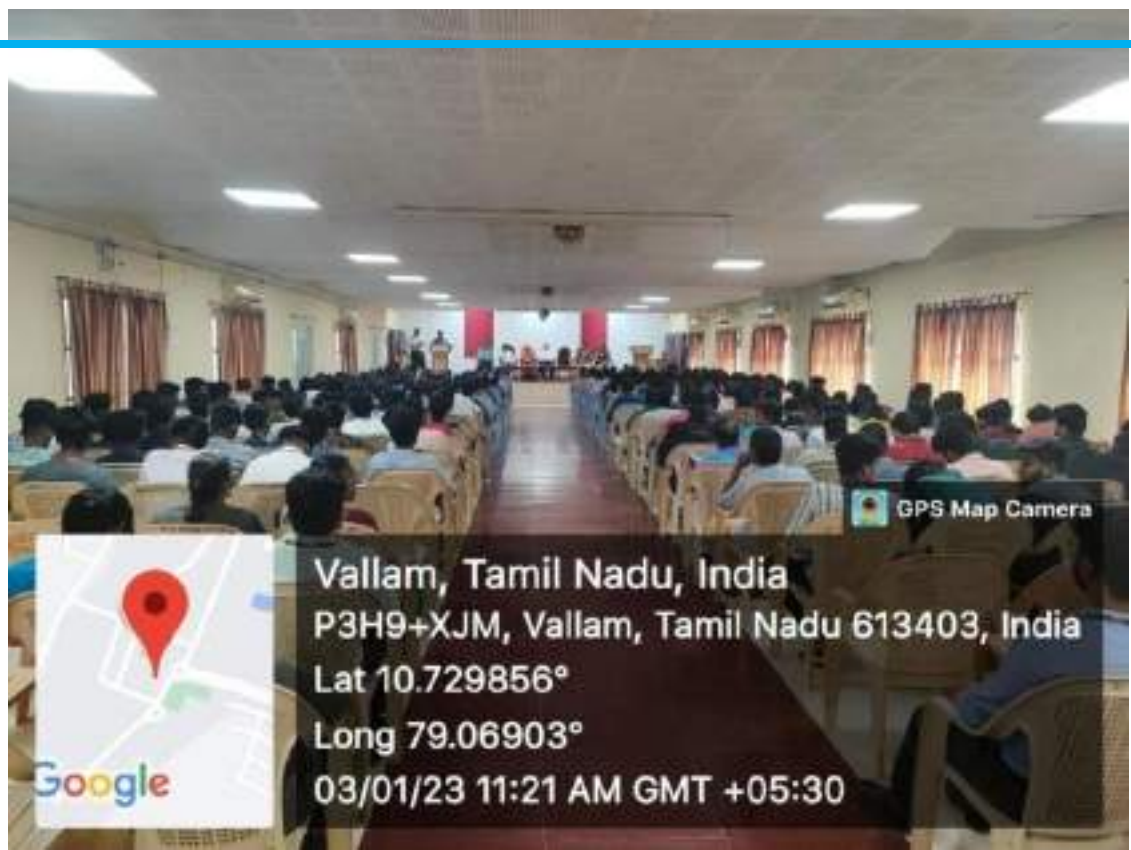 GPS Map Camera
Vallam, Tamil Nadu, India
P3H9+XJM, Vallam, Tamil Nadu 613403, India
Lat 10.729856°
Long 79.06903°
03/01/23 11:21 AM GMT +05:30
Google